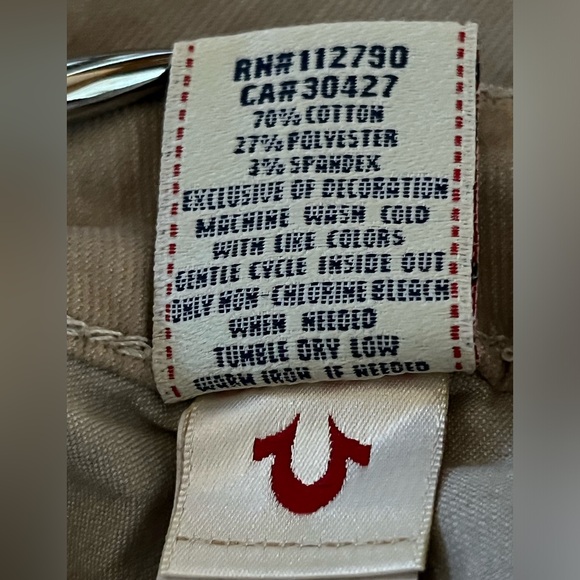 RN#112790
CA#30427
70% COTTON
27% POLYESTER
3% SPANDEX
EXCLUSIVE OF DECORATION
MACHINE WASH COLD
WITH LIKE COLORS
GENTLE CYCLE INSIDE OUT
ONLY NON-CHLORINE BLEACH
WHEN NEEDED
TUMBLE DRY LOW
WARM IRON IF NEEDED